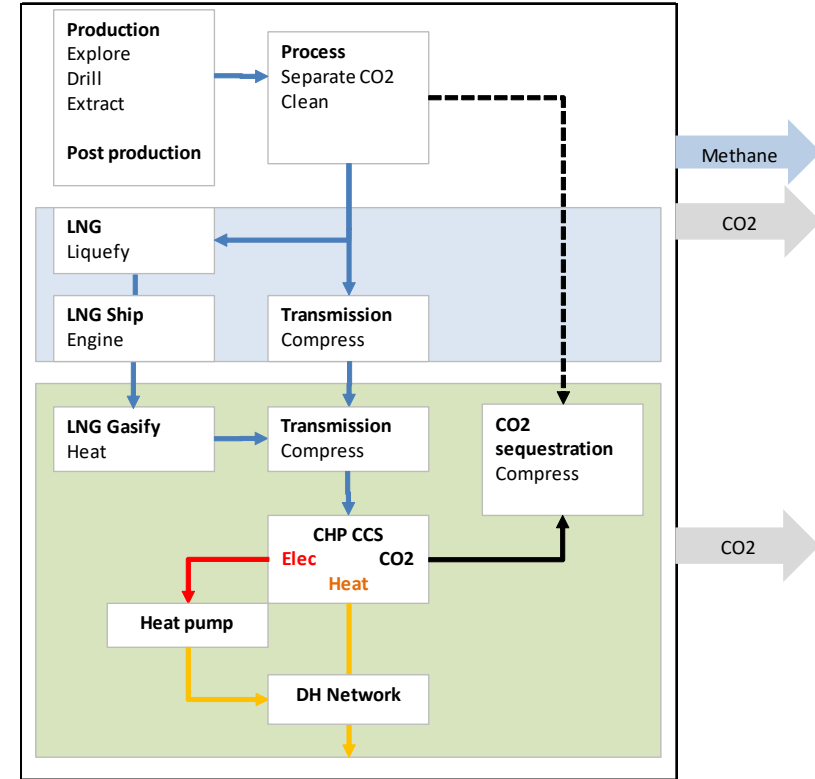 Production
Explore
Drill
Extract
Post production
Process
Separate CO2
Clean
Methane
CO2
LNG
Liquefy
LNG Ship
Engine
Transmission
Compress
LNG Gasify
Heat
Transmission
Compress
CO2
sequestration
Compress
CHP CCS
Elec CO2
Heat
CO2
Heat pump
DH Network